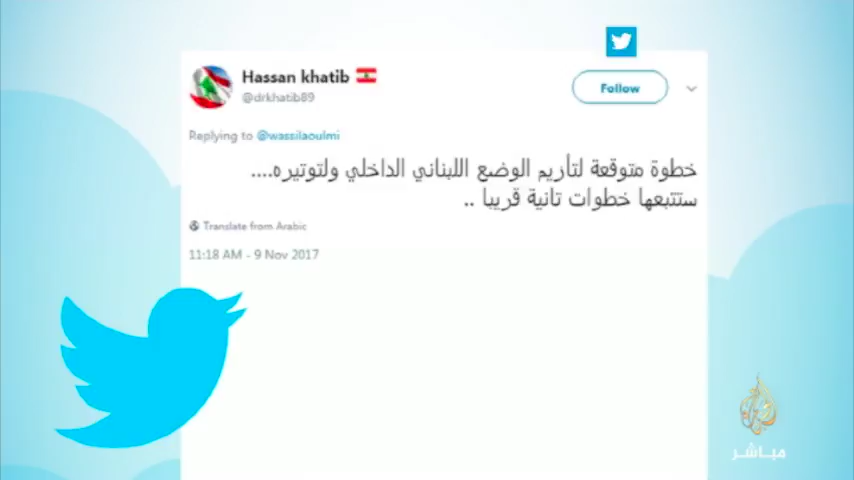 Hassan khatib
@drkhatib89
Follow
Replying to @wassilaoulmi
خطوة متوقعة لتأزيم الوضع اللبناني الداخلي ولتوتيره....
ستتبعها خطوات تانية قريبا ..
Translate from Arabic
11:18 AM - 9 Nov 2017
مباشر